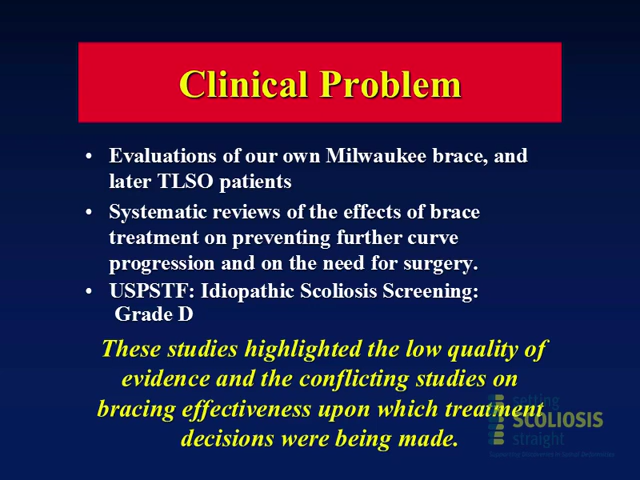 Clinical Problem
• Evaluations of our own Milwaukee brace, and
later TLSO patients
• Systematic reviews of the effects of brace
treatment on preventing further curve
progression and on the need for surgery.
• USPSTF: Idiopathic Scoliosis Screening:
Grade D
These studies highlighted the low quality of
evidence and the conflicting studies on
bracing effectiveness upon which treatment
decisions were being made.
setting
SCOLIOSIS
straight